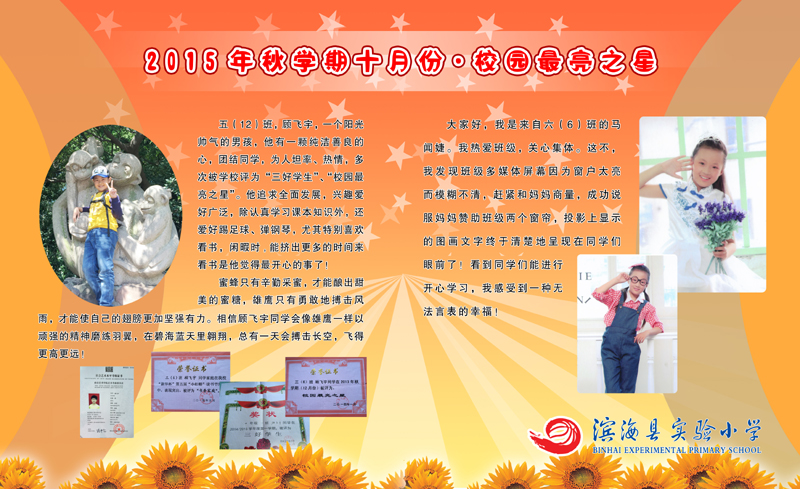 2015年秋学期十月份·校园最亮之星
五（12）班，顾飞宇，一个阳光
帅气的男孩，他有一颗纯洁善良的
心，团结同学，为人坦率、热情，多
次被学校评为“三好学生”、“校园最
亮之星”。他追求全面发展，兴趣爱
好广泛，除认真学习课本知识外，还
爱好踢足球、弹钢琴，尤其特别喜欢
看书，闲暇时，能挤出更多的时间来
看书是他觉得最开心的事了！
蜜蜂只有辛勤采蜜，才能酿出甜
美的蜜糖，雄鹰只有勇敢地搏击风
雨，才能使自己的翅膀更加坚强有力。相信顾飞宇同学会像雄鹰一样以
顽强的精神磨练羽翼，在碧海蓝天里翱翔，总有一天会搏击长空，飞得
更高更远！
大家好，我是来自六（6）班的马
闻婕。我热爱班级，关心集体。这不，
我发现班级多媒体屏幕因为窗户太亮
而模糊不清，赶紧和妈妈商量，成功说
服妈妈赞助班级两个窗帘，投影上显示
的图画文字终于清楚地呈现在同学们
眼前了！看到同学们能进行
开心学习，我感受到一种无
法言表的幸福！
荣誉证书
荣誉证书
校园最亮之星
奖状
三好学生
滨海县实验小学
BINHAI EXPERIMENTAL PRIMARY SCHOOL